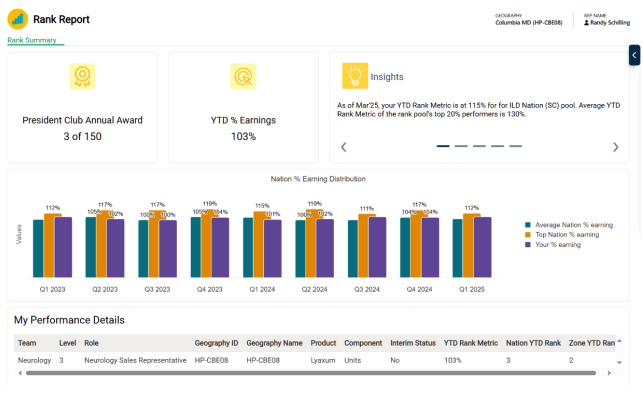 Rank Report
GEOGRAPHY
Columbia MD (HP-CBE08)
REP NAME
Randy Schilling
Rank Summary
President Club Annual Award
3 of 150
YTD % Earnings
103%
Insights
As of Mar'25, your YTD Rank Metric is at 115% for for ILD Nation (SC) pool. Average YTD
Rank Metric of the rank pool's top 20% performers is 130%.
Nation % Earning Distribution
Values
112% 117% 117% 119% 115% 119% 111% 117% 112%
102% 100% 104% 101% 102% 104%
Q1 2023 Q2 2023 Q3 2023 Q4 2023 Q1 2024 Q2 2024 Q3 2024 Q4 2024 Q1 2025
Average Nation % earning
Top Nation % earning
Your % earning
My Performance Details
Team Level Role Geography ID Geography Name Product Component Interim Status YTD Rank Metric Nation YTD Rank Zone YTD Ran
Neurology 3 Neurology Sales Representative HP-CBE08 HP-CBE08 Lyaxum Units No 103% 3 2